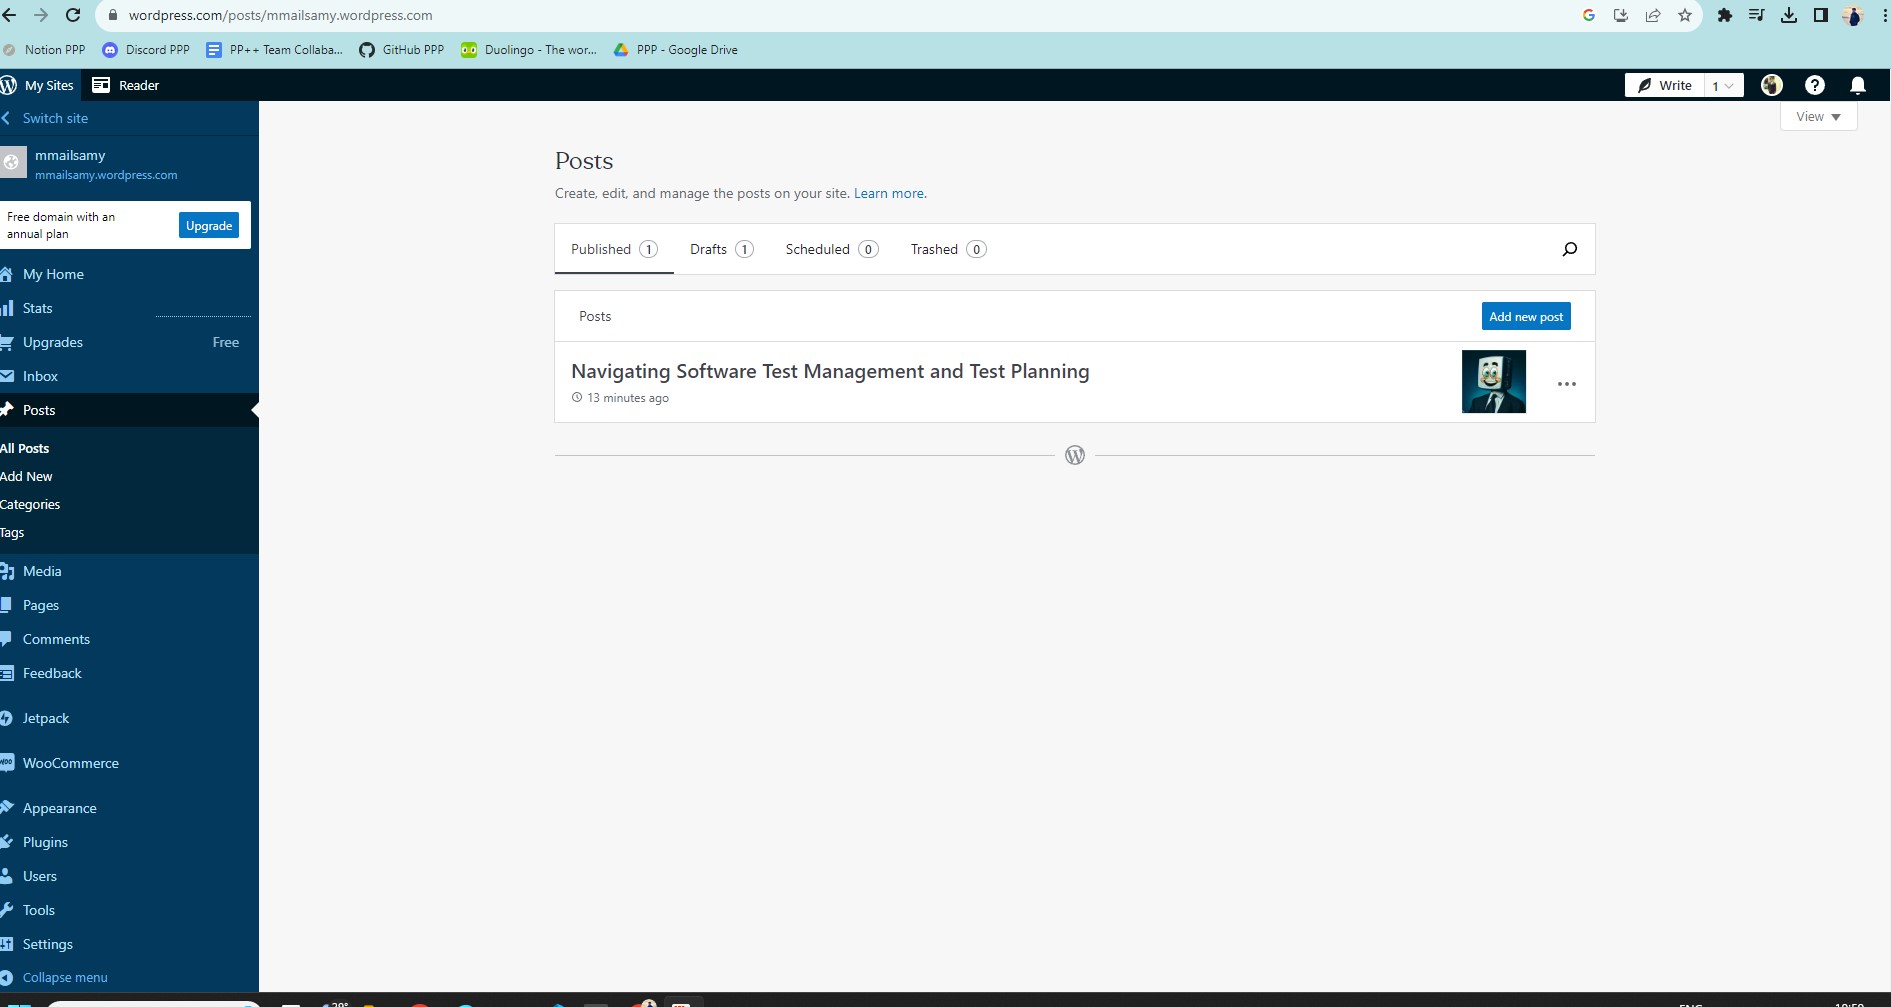 wordpress.com/posts/mmailsamy.wordpress.com
Notion PPP
Discord PPP
PP++ Team Collaba...
GitHub PPP
Duolingo - The wor...
PPP - Google Drive
My Sites
Reader
Write
1
Switch site
View ▼
mmailsamy
mmailsamy.wordpress.com
Free domain with an
annual plan
Upgrade
My Home
Stats
Upgrades
Free
Inbox
Posts
All Posts
Add New
Categories
Tags
Media
Pages
Comments
Feedback
Jetpack
WooCommerce
Appearance
Plugins
Users
Tools
Settings
Collapse menu
Posts
Create, edit, and manage the posts on your site. Learn more.
Published 1
Drafts 1
Scheduled 0
Trashed 0
Posts
Add new post
Navigating Software Test Management and Test Planning
13 minutes ago